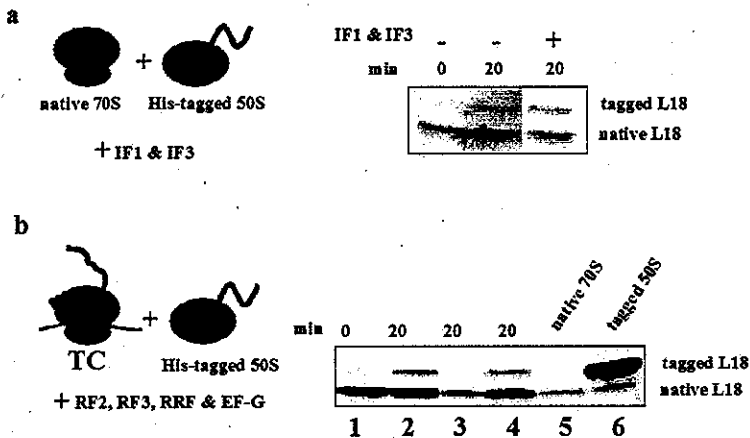 a
IF1 & IF3 - - +
min 0 20 20
native 70S + His-tagged 50S
tagged L18
native L18
+ IF1 & IF3
b
native 70S
tagged 50S
TC + His-tagged 50S
min 0 20 20 20
tagged L18
native L18
+ RF2, RF3, RRF & EF-G
1 2 3 4 5 6